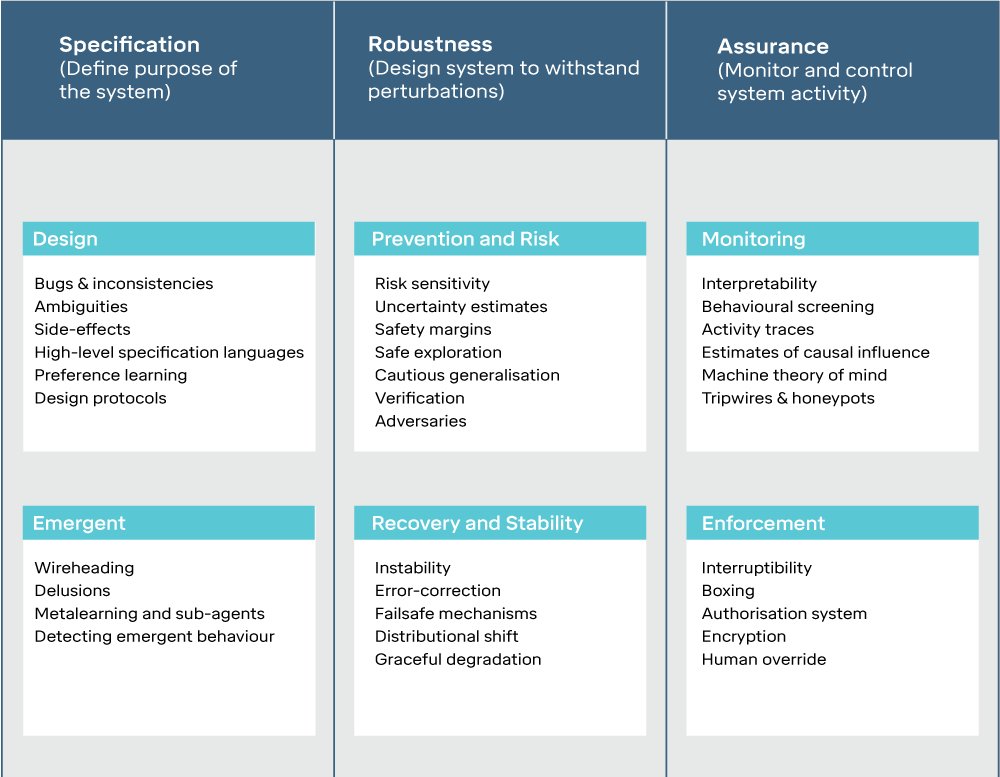 Specification
(Define purpose of
the system)
Robustness
(Design system to withstand
perturbations)
Assurance
(Monitor and control
system activity)
Design
Bugs & inconsistencies
Ambiguities
Side-effects
High-level specification languages
Preference learning
Design protocols
Prevention and Risk
Risk sensitivity
Uncertainty estimates
Safety margins
Safe exploration
Cautious generalisation
Verification
Adversaries
Monitoring
Interpretability
Behavioural screening
Activity traces
Estimates of causal influence
Machine theory of mind
Tripwires & honeypots
Emergent
Wireheading
Delusions
Metalearning and sub-agents
Detecting emergent behaviour
Recovery and Stability
Instability
Error-correction
Failsafe mechanisms
Distributional shift
Graceful degradation
Enforcement
Interruptibility
Boxing
Authorisation system
Encryption
Human override